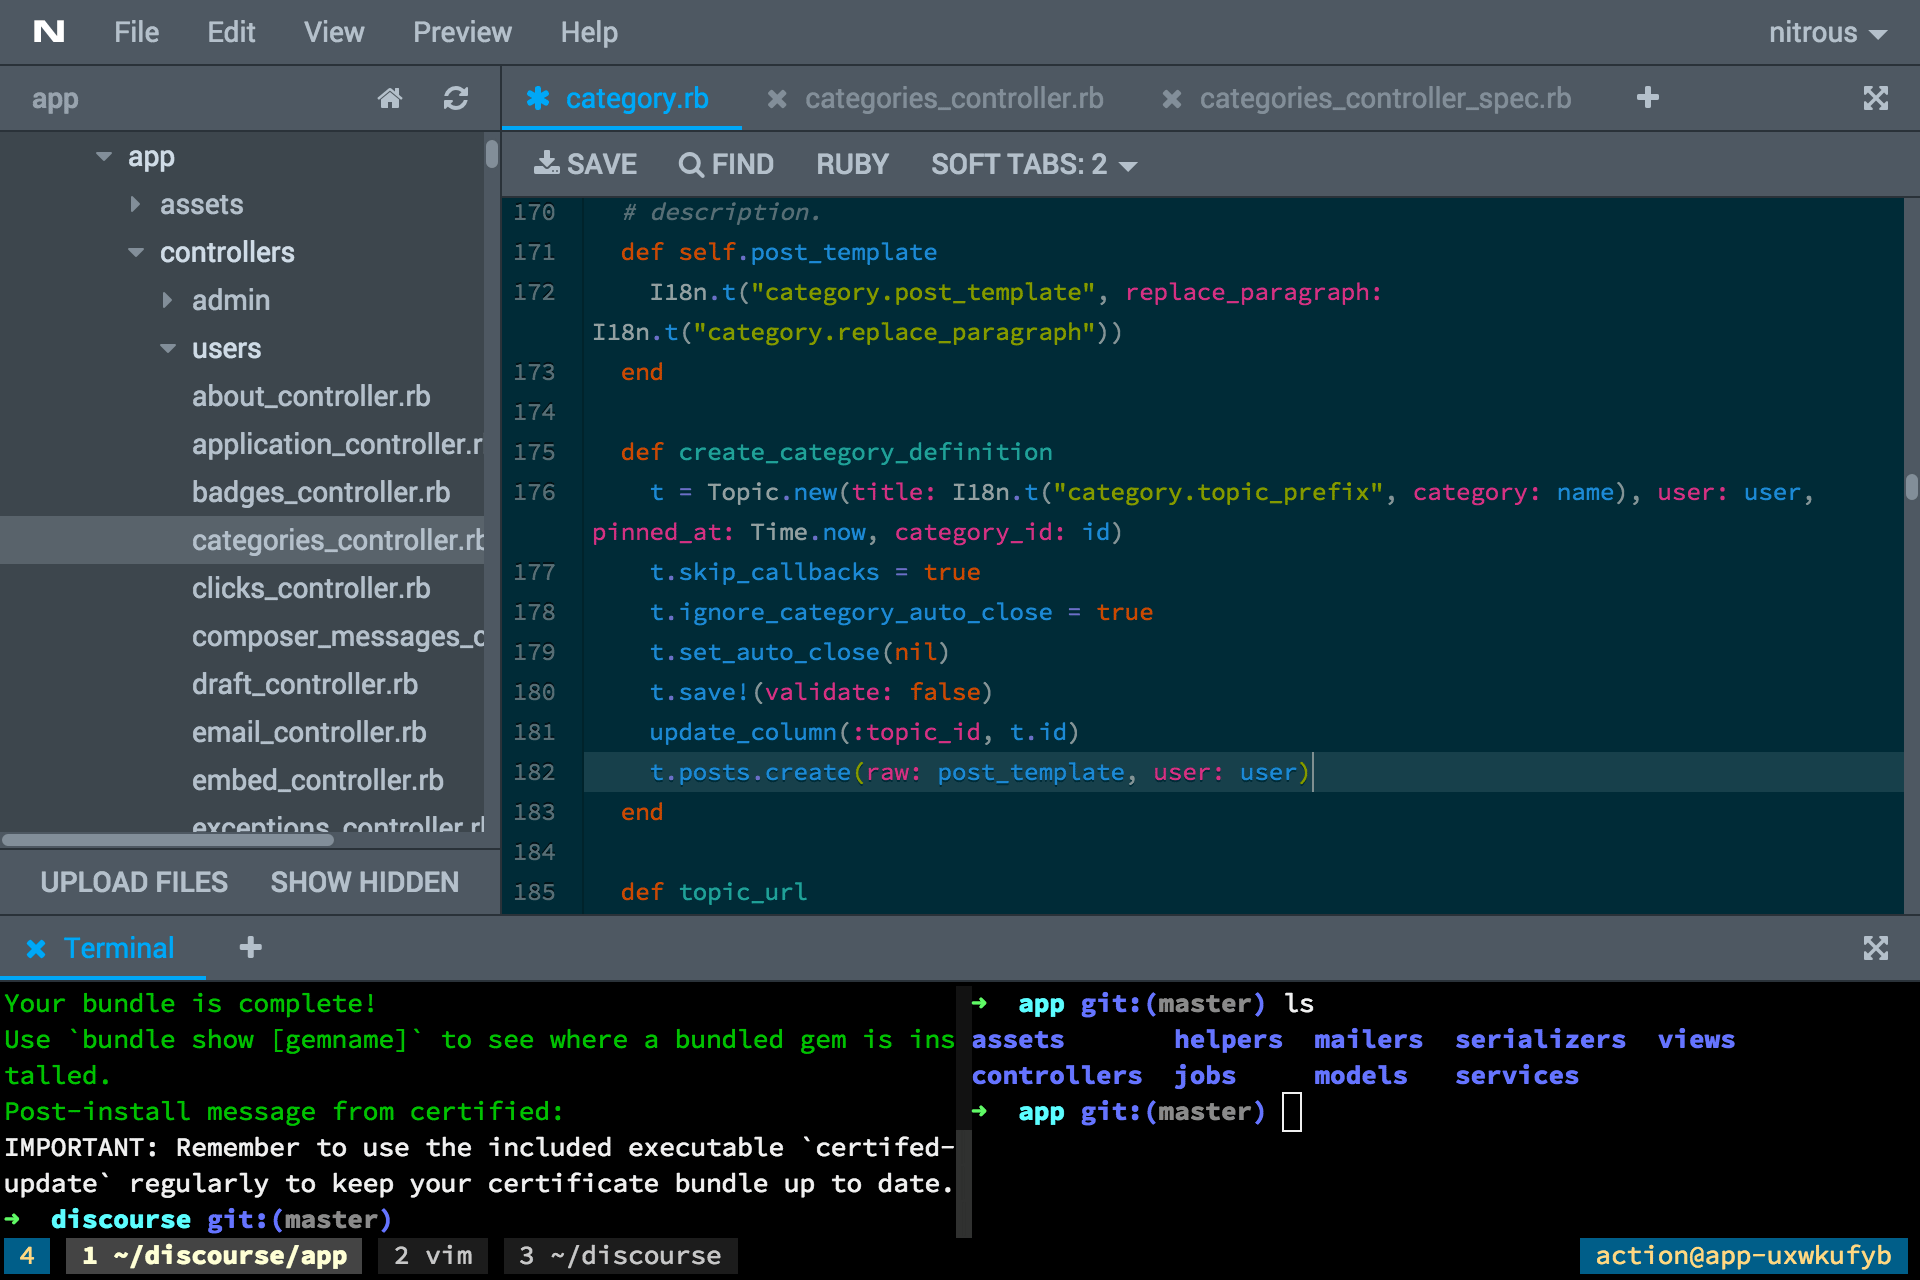 N File Edit View Preview Help nitrous
app
category.rb categories_controller.rb categories_controller_spec.rb
SAVE FIND RUBY SOFT TABS: 2
app
assets
controllers
admin
users
about_controller.rb
application_controller.r
badges_controller.rb
categories_controller.rb
clicks_controller.rb
composer_messages_c
draft_controller.rb
email_controller.rb
embed_controller.rb
exceptions_controller.rb
UPLOAD FILES SHOW HIDDEN
170 # description.
171 def self.post_template
172 I18n.t("category.post_template", replace_paragraph:
I18n.t("category.replace_paragraph"))
173 end
174
175 def create_category_definition
176 t = Topic.new(title: I18n.t("category.topic_prefix", category: name), user: user,
pinned_at: Time.now, category_id: id)
177 t.skip_callbacks = true
178 t.ignore_category_auto_close = true
179 t.set_auto_close(nil)
180 t.save!(validate: false)
181 update_column(:topic_id, t.id)
182 t.posts.create(raw: post_template, user: user)
183 end
184
185 def topic_url
Terminal
Your bundle is complete!
Use `bundle show [gemname]` to see where a bundled gem is ins
talled.
Post-install message from certified:
IMPORTANT: Remember to use the included executable `certifed-
update` regularly to keep your certificate bundle up to date.
➜ discourse git:(master)
➜ app git:(master) ls
assets helpers mailers serializers views
controllers jobs models services
➜ app git:(master)
4 1 ~/discourse/app 2 vim 3 ~/discourse action@app-uxwkufyb